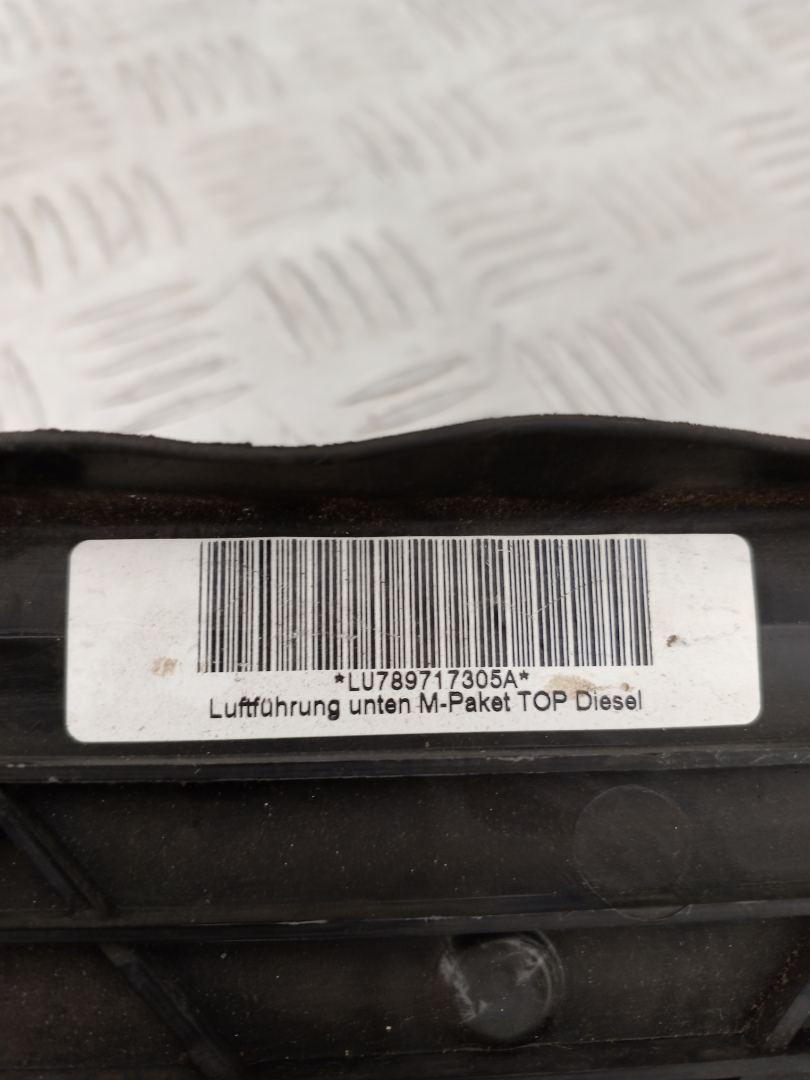 *LU789717305A*
Luftführung unten M-Paket TOP Diesel